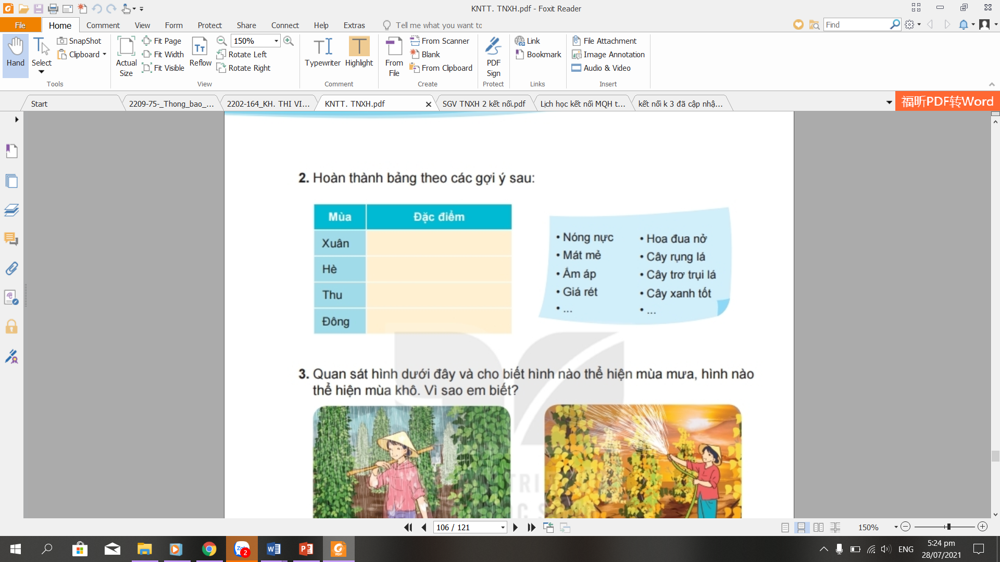 KNTT. TNXH.pdf - Foxit Reader
File Home Comment View Form Protect Share Connect Help Extras Tell me what you want to Find
Hand
Select
SnapShot
Clipboard
Tools
Actual Size
Fit Page
Fit Width
Fit Visible
Reflow
150%
Rotate Left
Rotate Right
View
Typewriter
Highlight
Comment
From File
From Scanner
Blank
From Clipboard
Create
PDF Sign
Protect
Link
Bookmark
Links
File Attachment
Image Annotation
Audio & Video
Insert
Start 2209-75-_Thong_bao_... 2202-164_KH. THI VI... KNTT. TNXH.pdf SGV TNXH 2 kết nối.pdf Lịch học kết nối MQH t... kết nối k 3 đã cập nhậ... 福昕PDF转Word
2. Hoàn thành bảng theo các gợi ý sau:
Mùa Đặc điểm
Xuân
Hè
Thu
Đông
• Nóng nực
• Mát mẻ
• Ấm áp
• Giá rét
• ...
• Hoa đua nở
• Cây rụng lá
• Cây trơ trụi lá
• Cây xanh tốt
• ...
3. Quan sát hình dưới đây và cho biết hình nào thể hiện mùa mưa, hình nào
thể hiện mùa khô. Vì sao em biết?
106 / 121
150%
Zalo 2
ENG
5:24 pm
28/07/2021